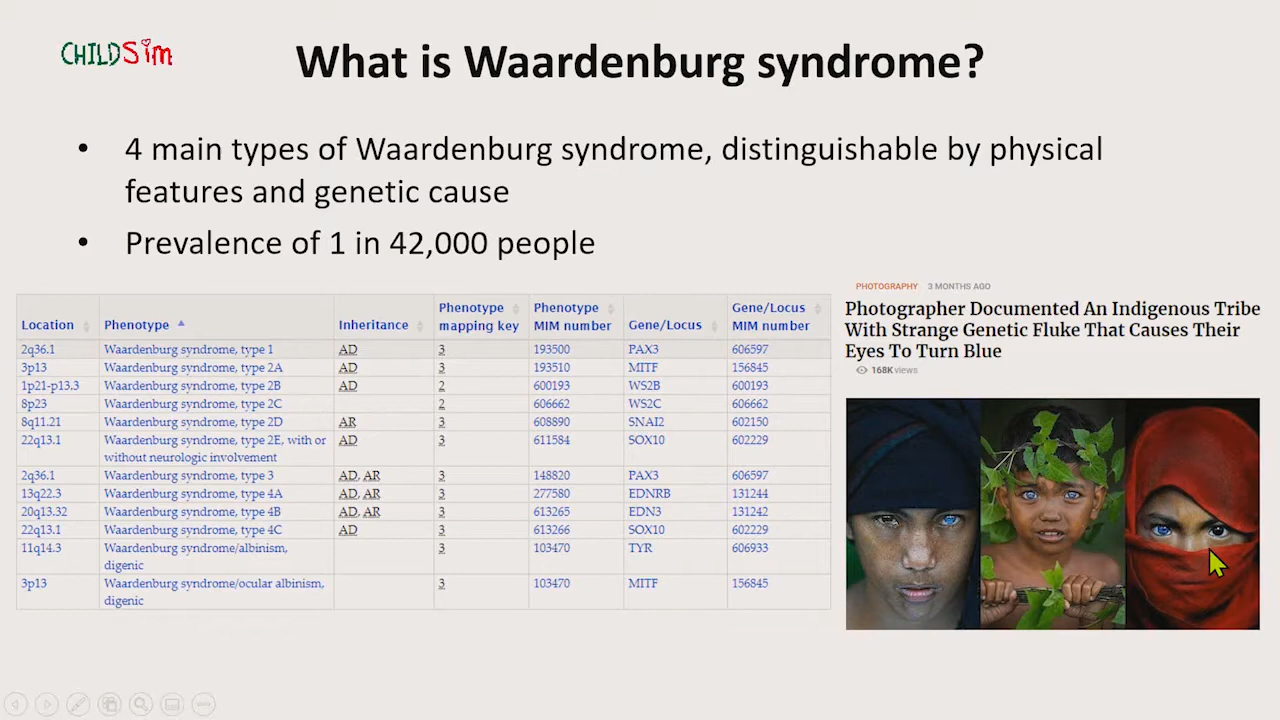 CHILDSim
What is Waardenburg syndrome?
• 4 main types of Waardenburg syndrome, distinguishable by physical
features and genetic cause
• Prevalence of 1 in 42,000 people
Location Phenotype Inheritance Phenotype mapping key Phenotype MIM number Gene/Locus Gene/Locus MIM number
2q36.1 Waardenburg syndrome, type 1 AD 3 193500 PAX3 606597
3p13 Waardenburg syndrome, type 2A AD 3 193510 MITF 156845
1p21-p13.3 Waardenburg syndrome, type 2B AD 2 600193 WS2B 600193
8p23 Waardenburg syndrome, type 2C 2 606662 WS2C 606662
8q11.21 Waardenburg syndrome, type 2D AR 3 608890 SNAI2 602150
22q13.1 Waardenburg syndrome, type 2E, with or without neurologic involvement AD 3 611584 SOX10 602229
2q36.1 Waardenburg syndrome, type 3 AD, AR 3 148820 PAX3 606597
13q22.3 Waardenburg syndrome, type 4A AD, AR 3 277580 EDNRB 131244
20q13.32 Waardenburg syndrome, type 4B AD, AR 3 613265 EDN3 131242
22q13.1 Waardenburg syndrome, type 4C AD 3 613266 SOX10 602229
11q14.3 Waardenburg syndrome/albinism, digenic 3 103470 TYR 606933
3p13 Waardenburg syndrome/ocular albinism, digenic 3 103470 MITF 156845
PHOTOGRAPHY 3 MONTHS AGO
Photographer Documented An Indigenous Tribe
With Strange Genetic Fluke That Causes Their
Eyes To Turn Blue
168K views